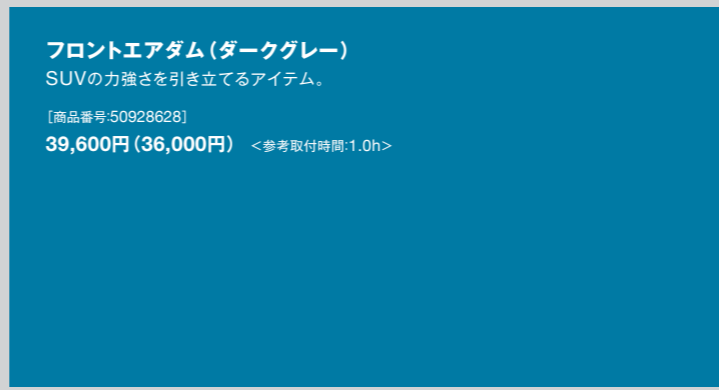 フロントエアダム（ダークグレー）
SUVの力強さを引き立てるアイテム。
［商品番号:50928628］
39,600円（36,000円） <参考取付時間:1.0h>